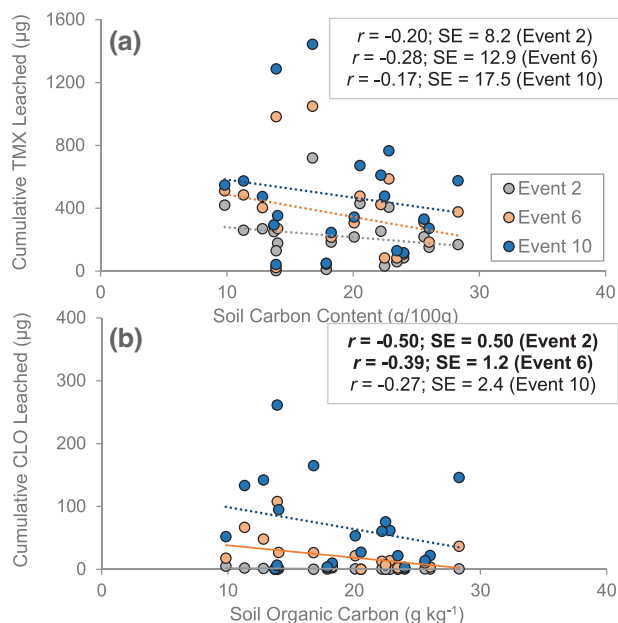 (a)
r = -0.20; SE = 8.2 (Event 2)
r = -0.28; SE = 12.9 (Event 6)
r = -0.17; SE = 17.5 (Event 10)
Cumulative TMX Leached (µg)
1600
1200
800
400
0
Event 2
Event 6
Event 10
0 10 20 30 40
Soil Carbon Content (g/100g)
(b)
r = -0.50; SE = 0.50 (Event 2)
r = -0.39; SE = 1.2 (Event 6)
r = -0.27; SE = 2.4 (Event 10)
Cumulative CLO Leached (µg)
400
300
200
100
0
0 10 20 30 40
Soil Organic Carbon (g kg⁻¹)